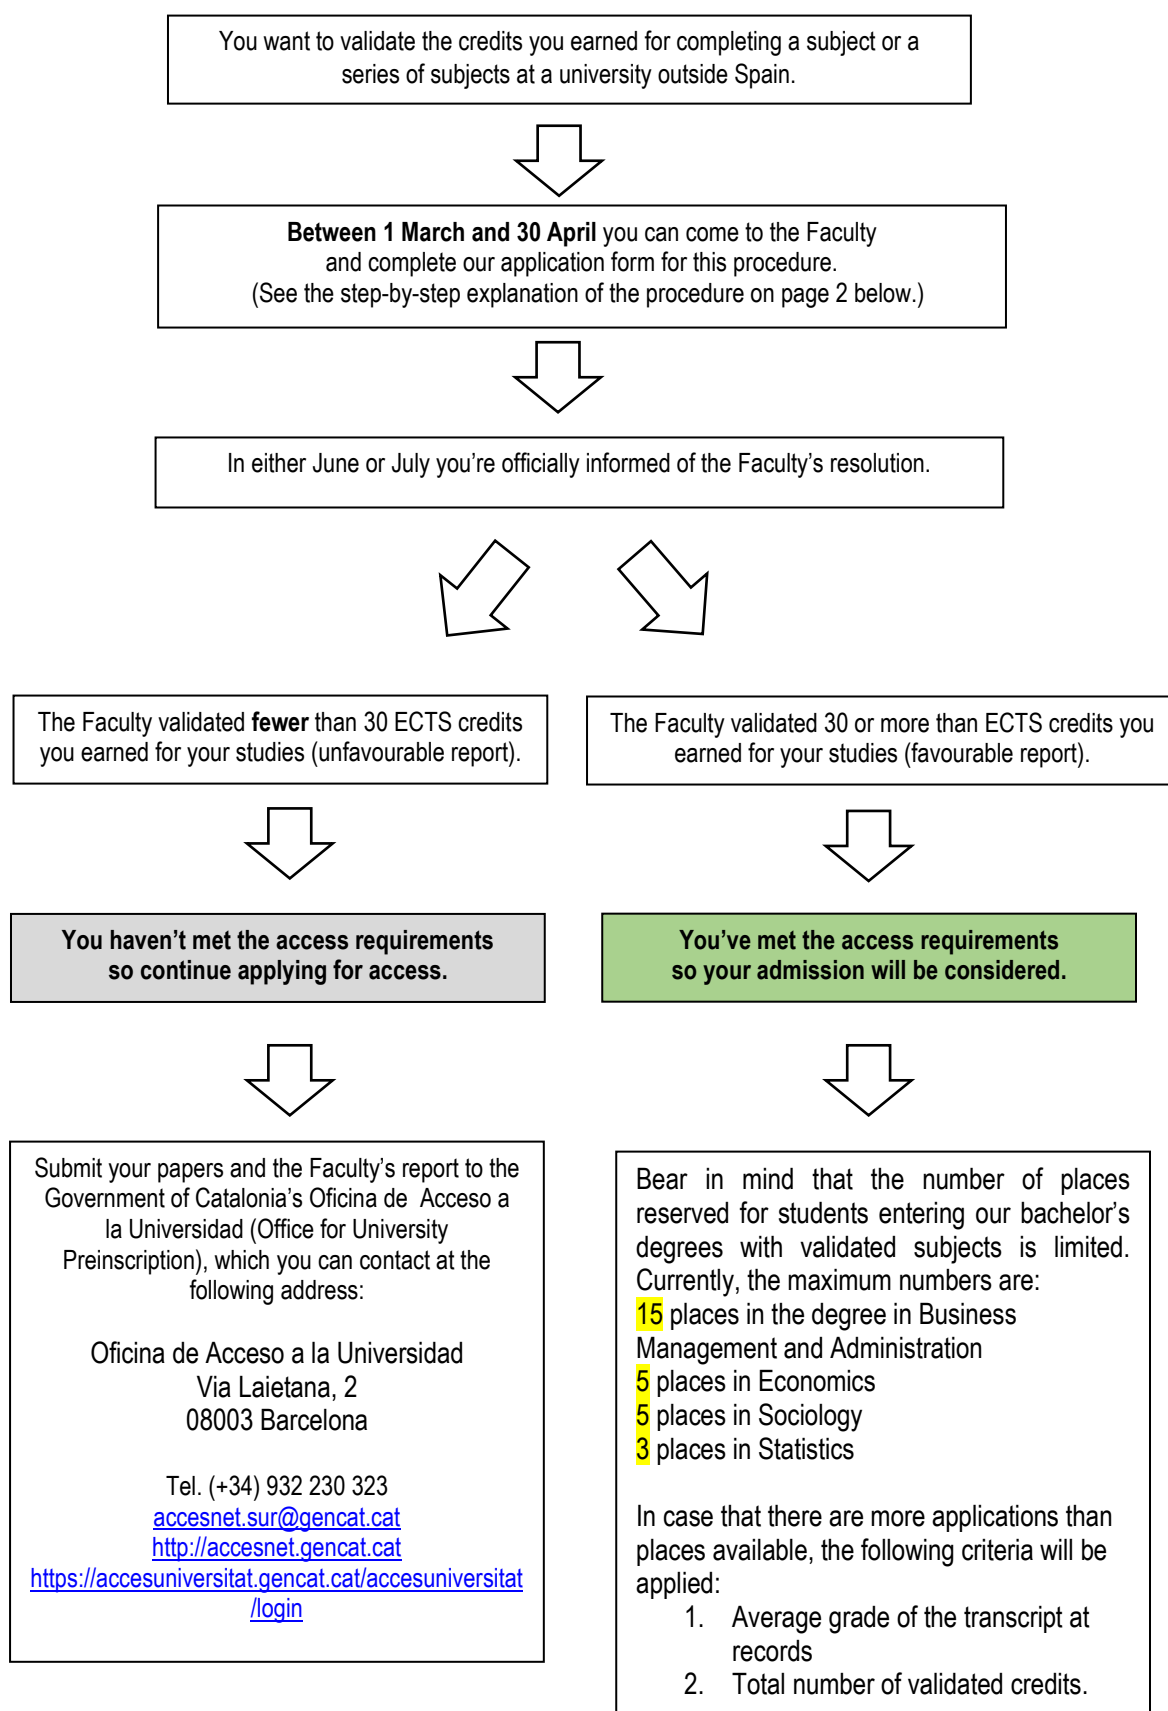 You want to validate the credits you earned for completing a subject or a
series of subjects at a university outside Spain.
Between 1 March and 30 April you can come to the Faculty
and complete our application form for this procedure.
(See the step-by-step explanation of the procedure on page 2 below.)
In either June or July you’re officially informed of the Faculty’s resolution.
The Faculty validated fewer than 30 ECTS credits
you earned for your studies (unfavourable report).
The Faculty validated 30 or more than ECTS credits you
earned for your studies (favourable report).
You haven’t met the access requirements
so continue applying for access.
You’ve met the access requirements
so your admission will be considered.
Submit your papers and the Faculty’s report to the
Government of Catalonia’s Oficina de Acceso a
la Universidad (Office for University
Preinscription), which you can contact at the
following address:
Oficina de Acceso a la Universidad
Via Laietana, 2
08003 Barcelona
Tel. (+34) 932 230 323
accesnet.sur@gencat.cat
http://accesnet.gencat.cat
https://accesuniversitat.gencat.cat/accesuniversitat
/login
Bear in mind that the number of places
reserved for students entering our bachelor’s
degrees with validated subjects is limited.
Currently, the maximum numbers are:
15 places in the degree in Business
Management and Administration
5 places in Economics
5 places in Sociology
3 places in Statistics
In case that there are more applications than
places available, the following criteria will be
applied:
1. Average grade of the transcript at
records
2. Total number of validated credits.